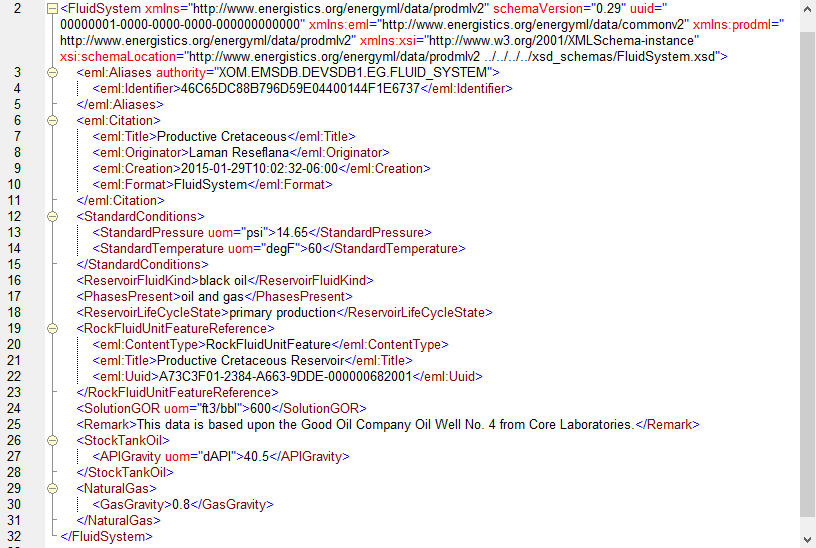 2 <FluidSystem xmlns="http://www.energistics.org/energyml/data/prodmlv2" schemaVersion="0.29" uuid="
00000001-0000-0000-0000-000000000000" xmlns:eml="http://www.energistics.org/energyml/data/commonv2" xmlns:prodml="
http://www.energistics.org/energyml/data/prodmlv2" xmlns:xsi="http://www.w3.org/2001/XMLSchema-instance"
xsi:schemaLocation="http://www.energistics.org/energyml/data/prodmlv2 ../../../../xsd_schemas/FluidSystem.xsd">
3 <eml:Aliases authority="XOM.EMSDB.DEVSDB1.EG.FLUID_SYSTEM">
4 <eml:Identifier>46C65DC88B796D59E04400144F1E6737</eml:Identifier>
5 </eml:Aliases>
6 <eml:Citation>
7 <eml:Title>Productive Cretaceous</eml:Title>
8 <eml:Originator>Laman Reseflana</eml:Originator>
9 <eml:Creation>2015-01-29T10:02:32-06:00</eml:Creation>
10 <eml:Format>FluidSystem</eml:Format>
11 </eml:Citation>
12 <StandardConditions>
13 <StandardPressure uom="psi">14.65</StandardPressure>
14 <StandardTemperature uom="degF">60</StandardTemperature>
15 </StandardConditions>
16 <ReservoirFluidKind>black oil</ReservoirFluidKind>
17 <PhasesPresent>oil and gas</PhasesPresent>
18 <ReservoirLifeCycleState>primary production</ReservoirLifeCycleState>
19 <RockFluidUnitFeatureReference>
20 <eml:ContentType>RockFluidUnitFeature</eml:ContentType>
21 <eml:Title>Productive Cretaceous Reservoir</eml:Title>
22 <eml:Uuid>A73C3F01-2384-A663-9DDE-000000682001</eml:Uuid>
23 </RockFluidUnitFeatureReference>
24 <SolutionGOR uom="ft3/bbl">600</SolutionGOR>
25 <Remark>This data is based upon the Good Oil Company Oil Well No. 4 from Core Laboratories.</Remark>
26 <StockTankOil>
27 <APIGravity uom="dAPI">40.5</APIGravity>
28 </StockTankOil>
29 <NaturalGas>
30 <GasGravity>0.8</GasGravity>
31 </NaturalGas>
32 </FluidSystem>